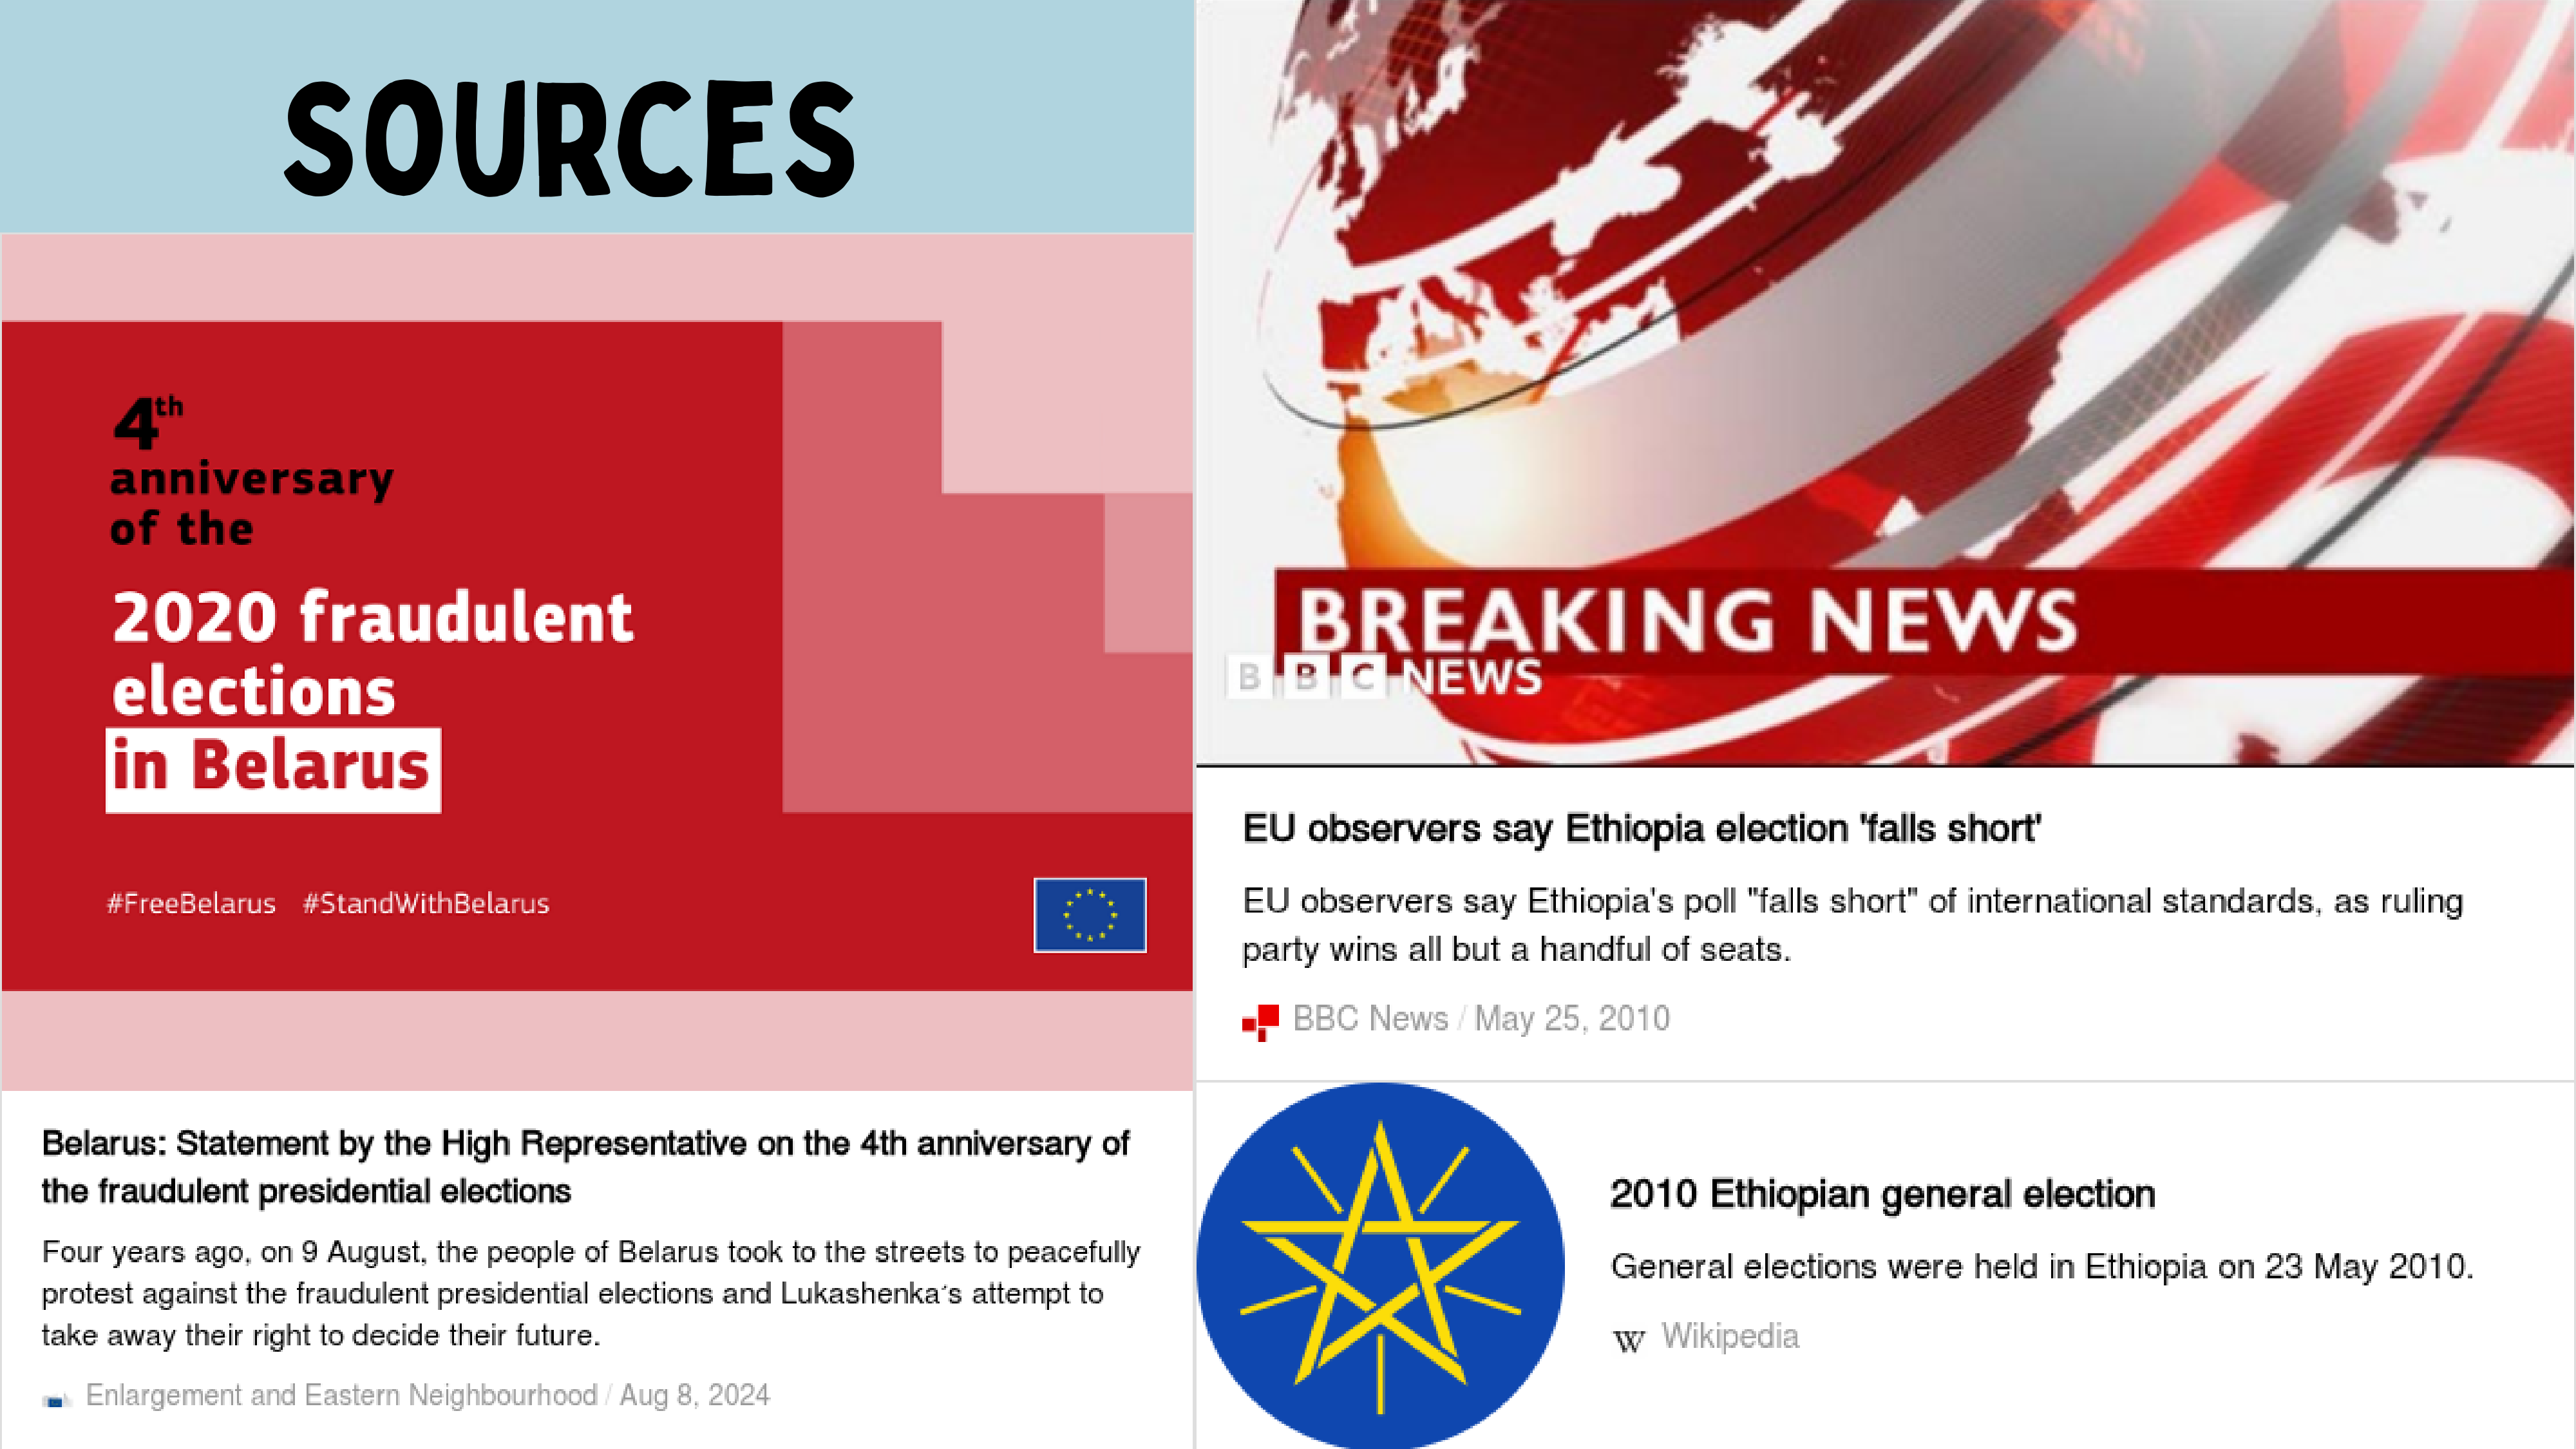 SOURCES
4th
anniversary
of the
2020 fraudulent
elections
in Belarus
#FreeBelarus #StandWithBelarus
Belarus: Statement by the High Representative on the 4th anniversary of
the fraudulent presidential elections
Four years ago, on 9 August, the people of Belarus took to the streets to peacefully
protest against the fraudulent presidential elections and Lukashenka‘s attempt to
take away their right to decide their future.
Enlargement and Eastern Neighbourhood / Aug 8, 2024
BREAKING NEWS
BBC NEWS
EU observers say Ethiopia election 'falls short'
EU observers say Ethiopia's poll "falls short" of international standards, as ruling
party wins all but a handful of seats.
BBC News / May 25, 2010
2010 Ethiopian general election
General elections were held in Ethiopia on 23 May 2010.
W Wikipedia